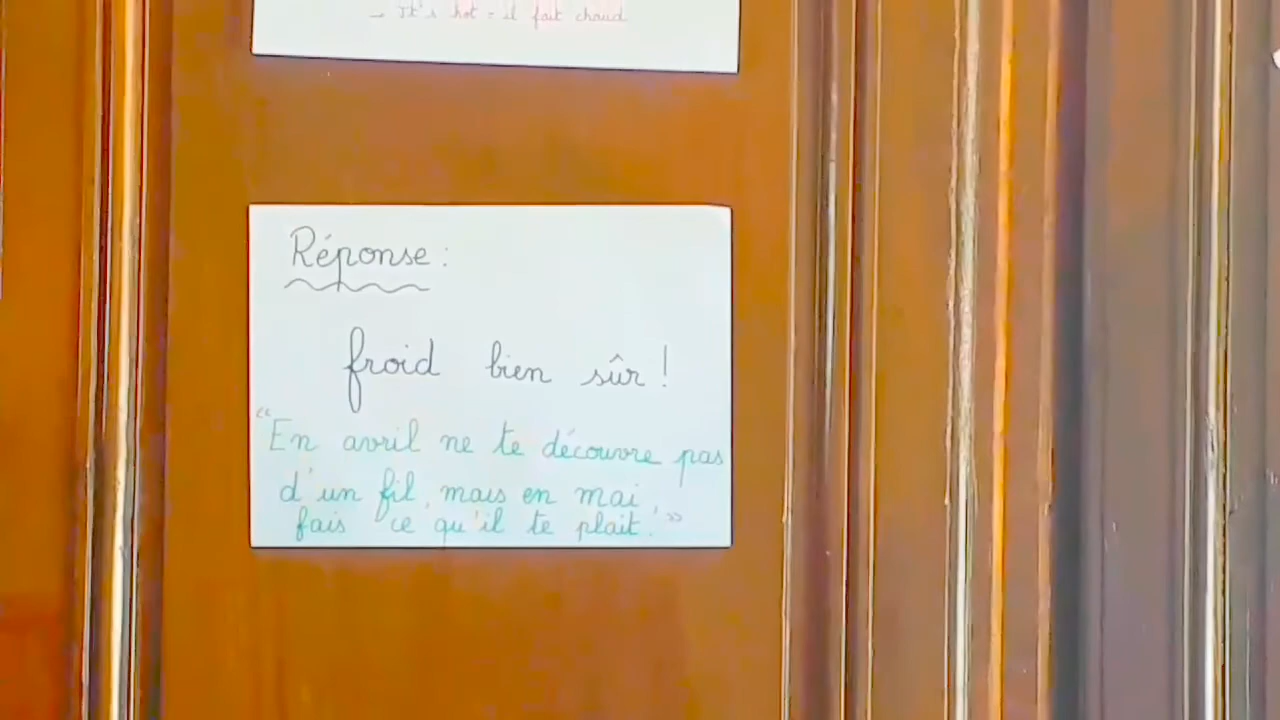 → It's hot = il fait chaud
Réponse :
froid bien sûr !
“En avril ne te découvre pas
d'un fil, mais en mai
fais ce qu'il te plait.”